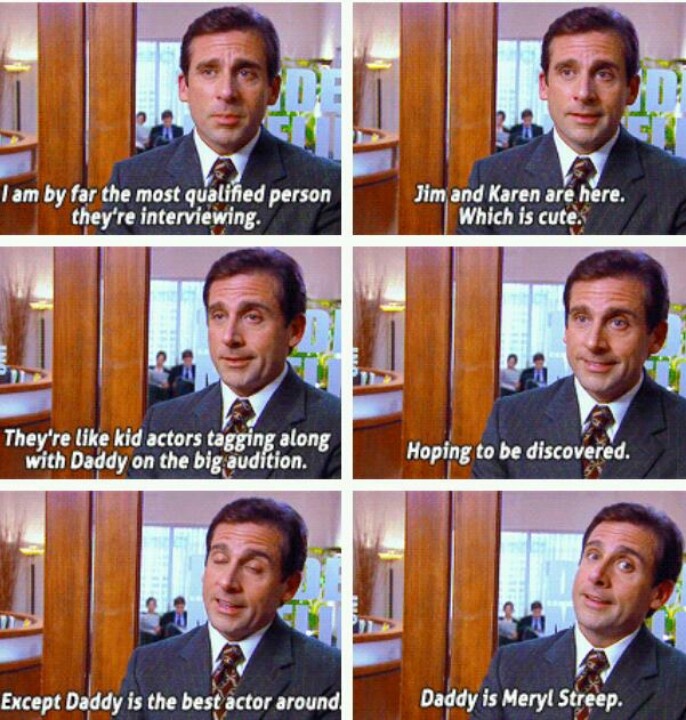 I am by far the most qualified person
they're interviewing.
Jim and Karen are here.
Which is cute.
They're like kid actors tagging along
with Daddy on the big audition.
Hoping to be discovered.
Except Daddy is the best actor around.
Daddy is Meryl Streep.